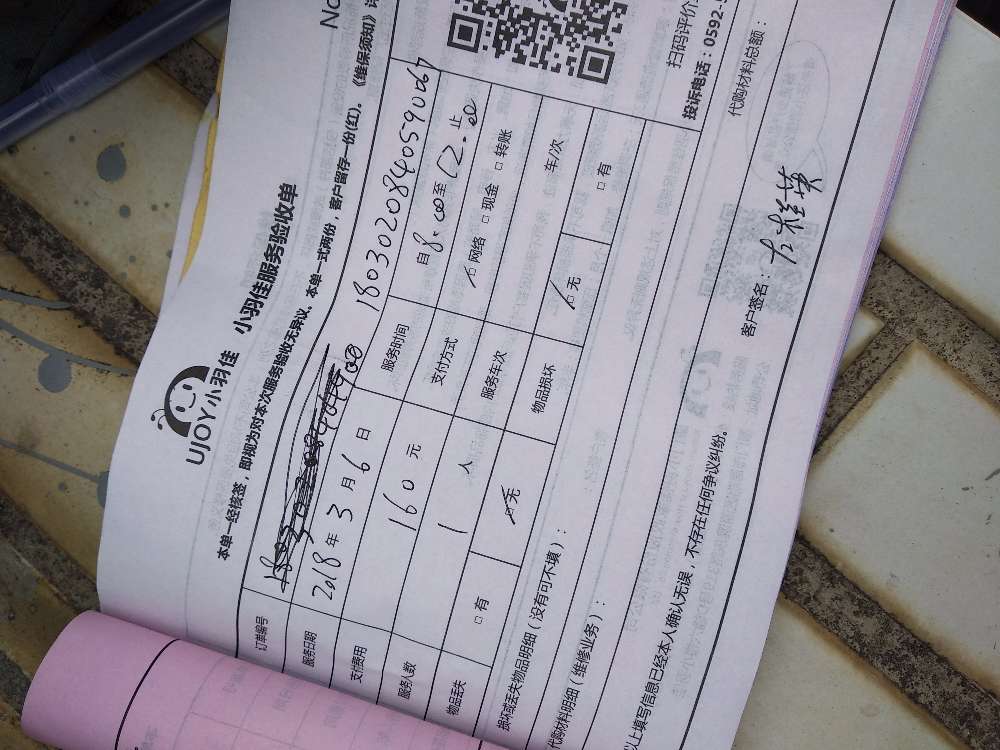 No
UJOY小羽佳 小羽佳服务验收单
本单一经核签，即视为对本次服务验收无异议。本单一式两份，客户留存一份(红)。《维保须知》详
订单编号 180302084059067
服务日期 2018年3月6日 服务时间 自8:00至12:00止
支付费用 160元 支付方式 □网络 □现金 □转账
服务人数 1人 服务车次 车/次
物品丢失 □有 □无 物品损坏 □无 □有
损坏或丢失物品明细（没有可不填）：
代购材料明细（维修业务）：
扫码评价
投诉电话：0592-
代购材料总额：
以上填写信息已经本人确认无误，不存在任何争议纠纷。
客户签名：